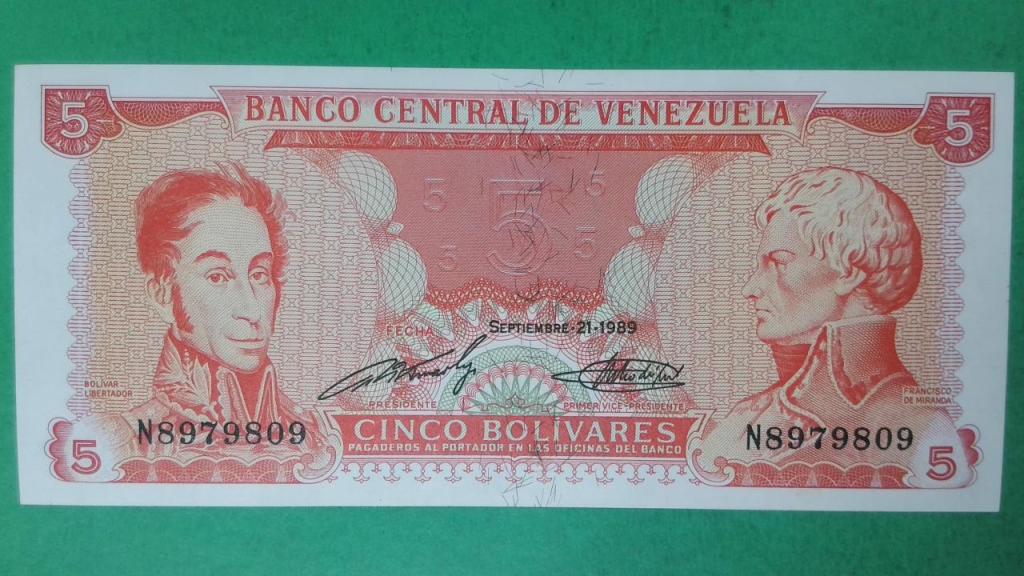 5 BANCO CENTRAL DE VENEZUELA 5
5 5 5
5 5
FECHA SEPTIEMBRE-21-1989
BOLIVAR
LIBERTADOR
FRANCISCO
DE MIRANDA
PRESIDENTE PRIMER VICE-PRESIDENTE
N8979809 CINCO BOLIVARES N8979809
PAGADEROS AL PORTADOR EN LAS OFICINAS DEL BANCO
5 5